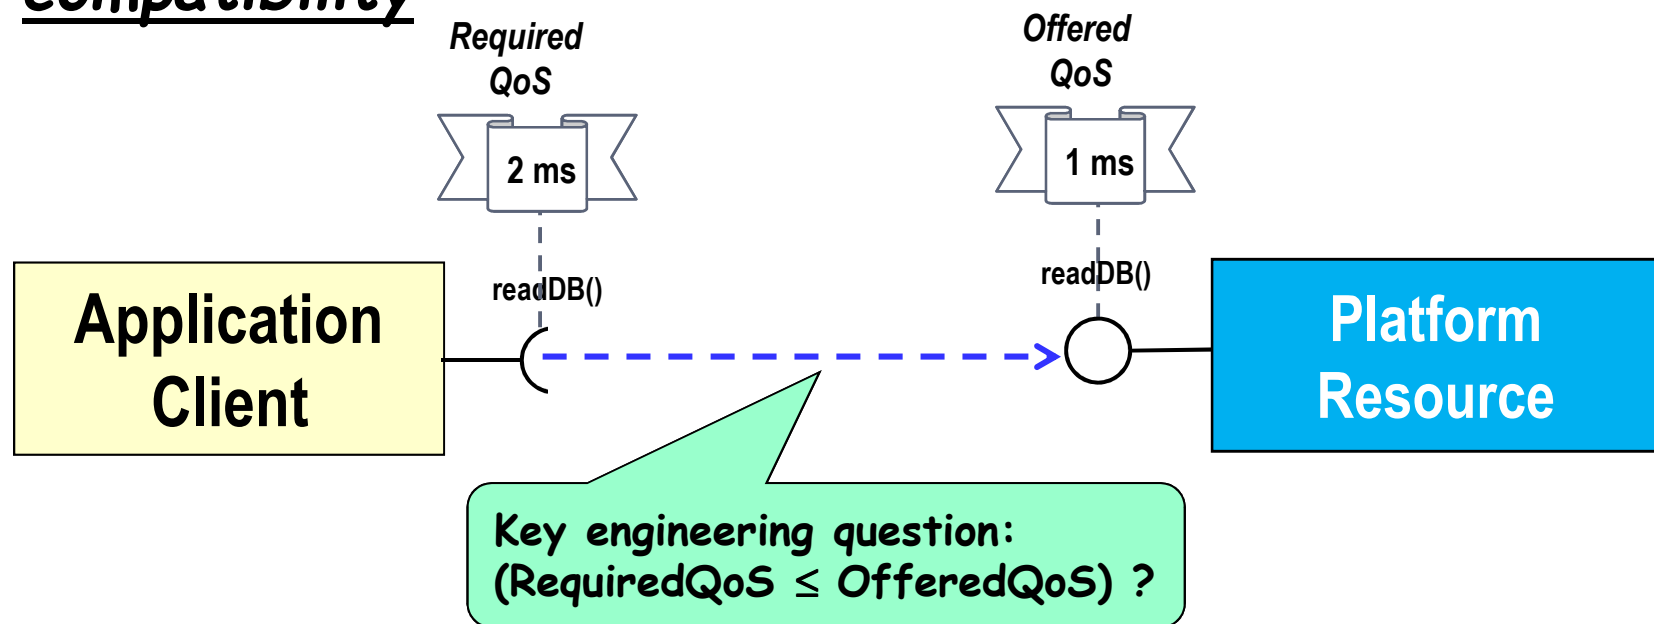 compatibility
Required
QoS
Offered
QoS
2 ms
1 ms
readDB()
readDB()
Application
Client
Platform
Resource
Key engineering question:
(RequiredQoS ≤ OfferedQoS) ?